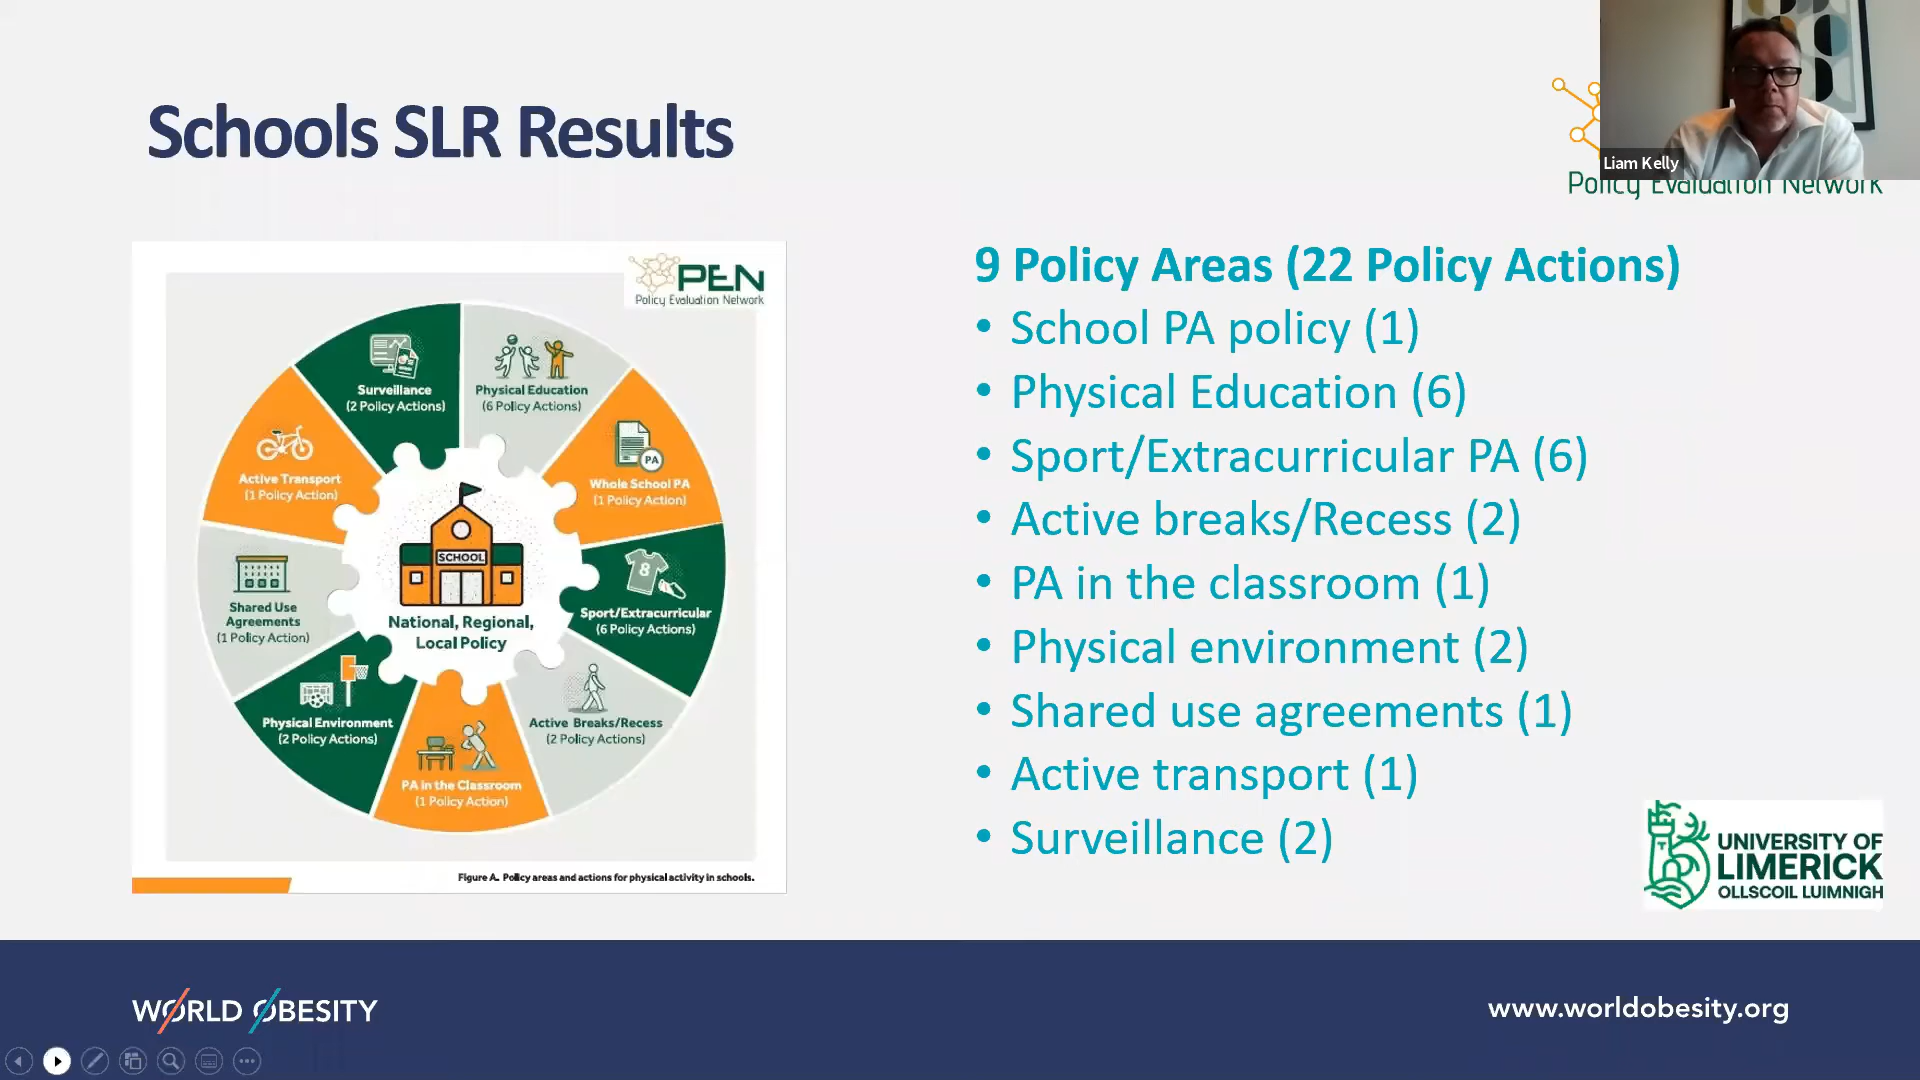 Schools SLR Results
Liam Kelly
Policy Evaluation Network
PEN
Policy Evaluation Network
Surveillance
(2 Policy Actions)
Physical Education
(6 Policy Actions)
Active Transport
(1 Policy Action)
PA
Whole School PA
(1 Policy Action)
SCHOOL
National, Regional,
Local Policy
Shared Use
Agreements
(1 Policy Action)
8
Sport/Extracurricular
(6 Policy Actions)
Physical Environment
(2 Policy Actions)
Active Breaks/Recess
(2 Policy Actions)
PA in the Classroom
(1 Policy Action)
Figure A. Policy areas and actions for physical activity in schools.
9 Policy Areas (22 Policy Actions)
• School PA policy (1)
• Physical Education (6)
• Sport/Extracurricular PA (6)
• Active breaks/Recess (2)
• PA in the classroom (1)
• Physical environment (2)
• Shared use agreements (1)
• Active transport (1)
• Surveillance (2)
UNIVERSITY OF
LIMERICK
OLLSCOIL LUIMNIGH
WORLD OBESITY
www.worldobesity.org